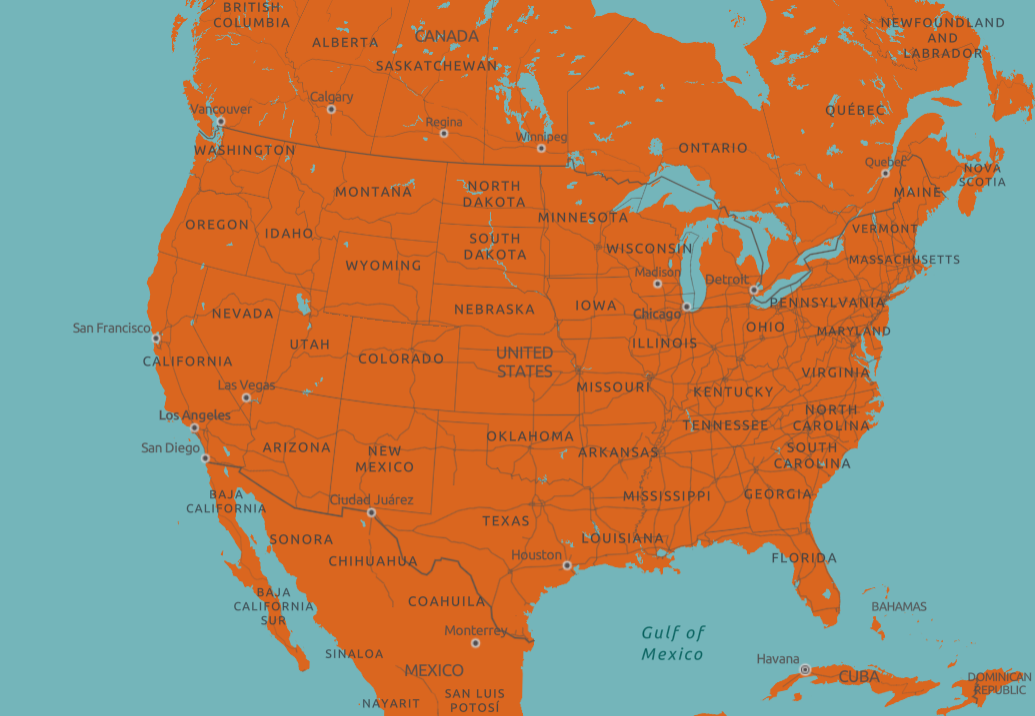 BRITISH
COLUMBIA
ALBERTA
CANADA
SASKATCHEWAN
NEWFOUNDLAND
AND
LABRADOR
Vancouver
Calgary
Regina
Winnipeg
QUÉBEC
WASHINGTON
ONTARIO
Quebec
NOVA
SCOTIA
MONTANA
NORTH
DAKOTA
MAINE
OREGON
IDAHO
MINNESOTA
VERMONT
SOUTH
DAKOTA
WISCONSIN
WYOMING
MASSACHUSETTS
Madison
Detroit
NEVADA
NEBRASKA
IOWA
Chicago
PENNSYLVANIA
San Francisco
OHIO
MARYLAND
UTAH
ILLINOIS
CALIFORNIA
COLORADO
UNITED
STATES
VIRGINIA
Las Vegas
MISSOURI
KENTUCKY
Los Angeles
NORTH
CAROLINA
TENNESSEE
San Diego
ARIZONA
NEW
MEXICO
OKLAHOMA
ARKANSAS
SOUTH
CAROLINA
BAJA
CALIFORNIA
Ciudad Juárez
MISSISSIPPI
GEORGIA
TEXAS
SONORA
LOUISIANA
CHIHUAHUA
Houston
FLORIDA
BAJA
CALIFORNIA
SUR
COAHUILA
BAHAMAS
Monterrey
Gulf of
Mexico
SINALOA
Havana
MEXICO
CUBA
DOMINICAN
REPUBLIC
NAYARIT
SAN LUIS
POTOSÍ